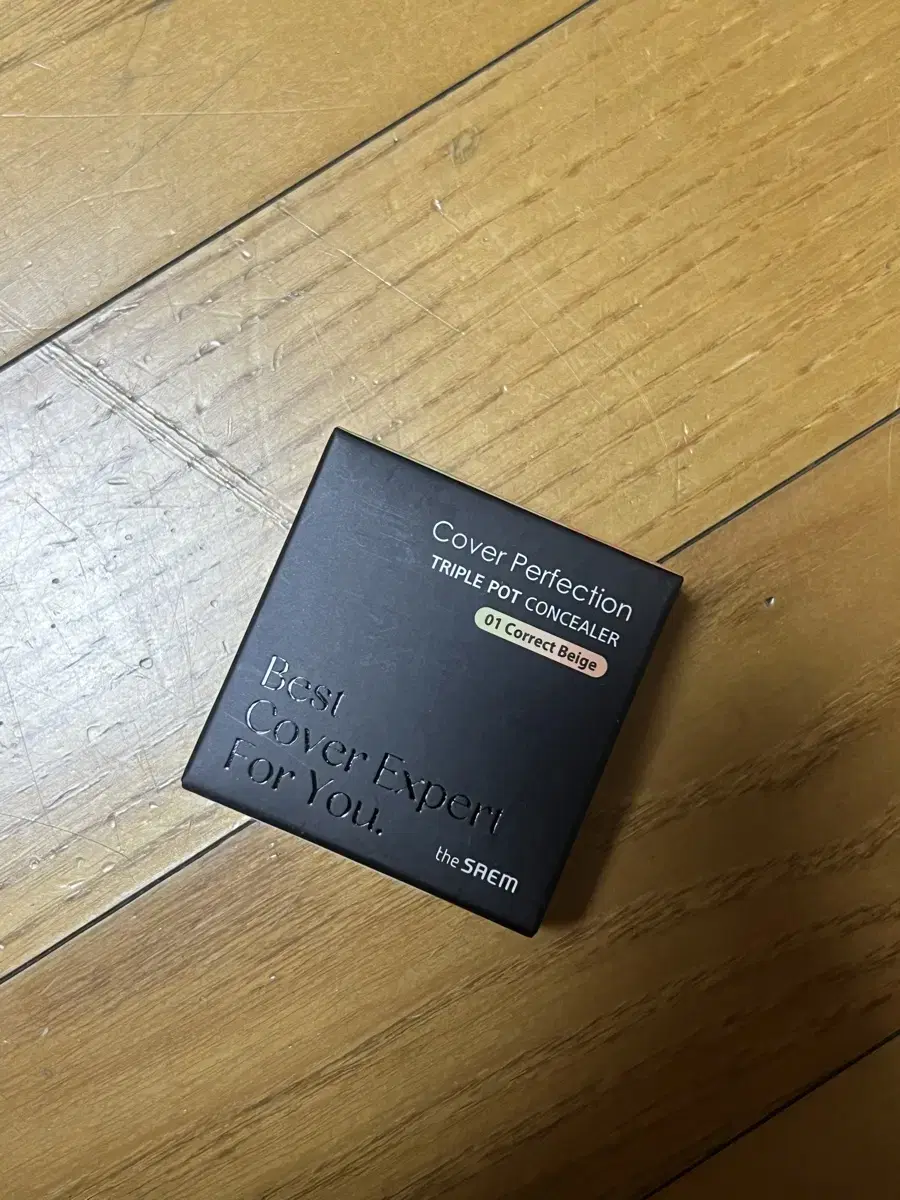 Cover Perfection
TRIPLE POT CONCEALER
01 Correct Beige
Best
Cover Expert
For You.
the SAEM